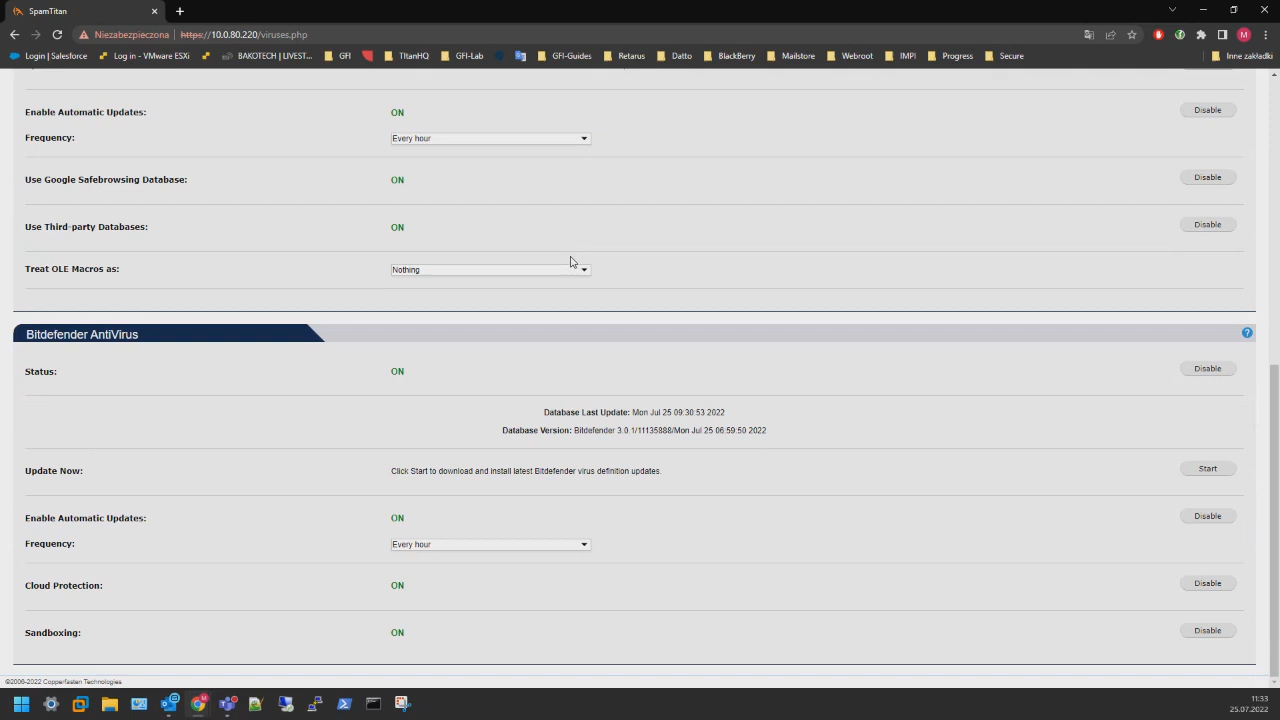 SpamTitan
Niezabezpieczona
https://10.0.80.220/viruses.php
M
Login | Salesforce
Log in - VMware ESXi
BAKOTECH | LIVEST...
GFI
TItanHQ
GFI-Lab
GFI-Guides
Retarus
Datto
BlackBerry
Mailstore
Webroot
IMPI
Progress
Secure
Inne zakładki
Enable Automatic Updates:
ON
Disable
Frequency:
Every hour
Use Google Safebrowsing Database:
ON
Disable
Use Third-party Databases:
ON
Disable
Treat OLE Macros as:
Nothing
Bitdefender AntiVirus
?
Status:
ON
Disable
Database Last Update: Mon Jul 25 09:30:53 2022
Database Version: Bitdefender 3.0.1/11135888/Mon Jul 25 06:59:50 2022
Update Now:
Click Start to download and install latest Bitdefender virus definition updates.
Start
Enable Automatic Updates:
ON
Disable
Frequency:
Every hour
Cloud Protection:
ON
Disable
Sandboxing:
ON
Disable
©2006-2022 Copperfasten Technologies
11:33
25.07.2022